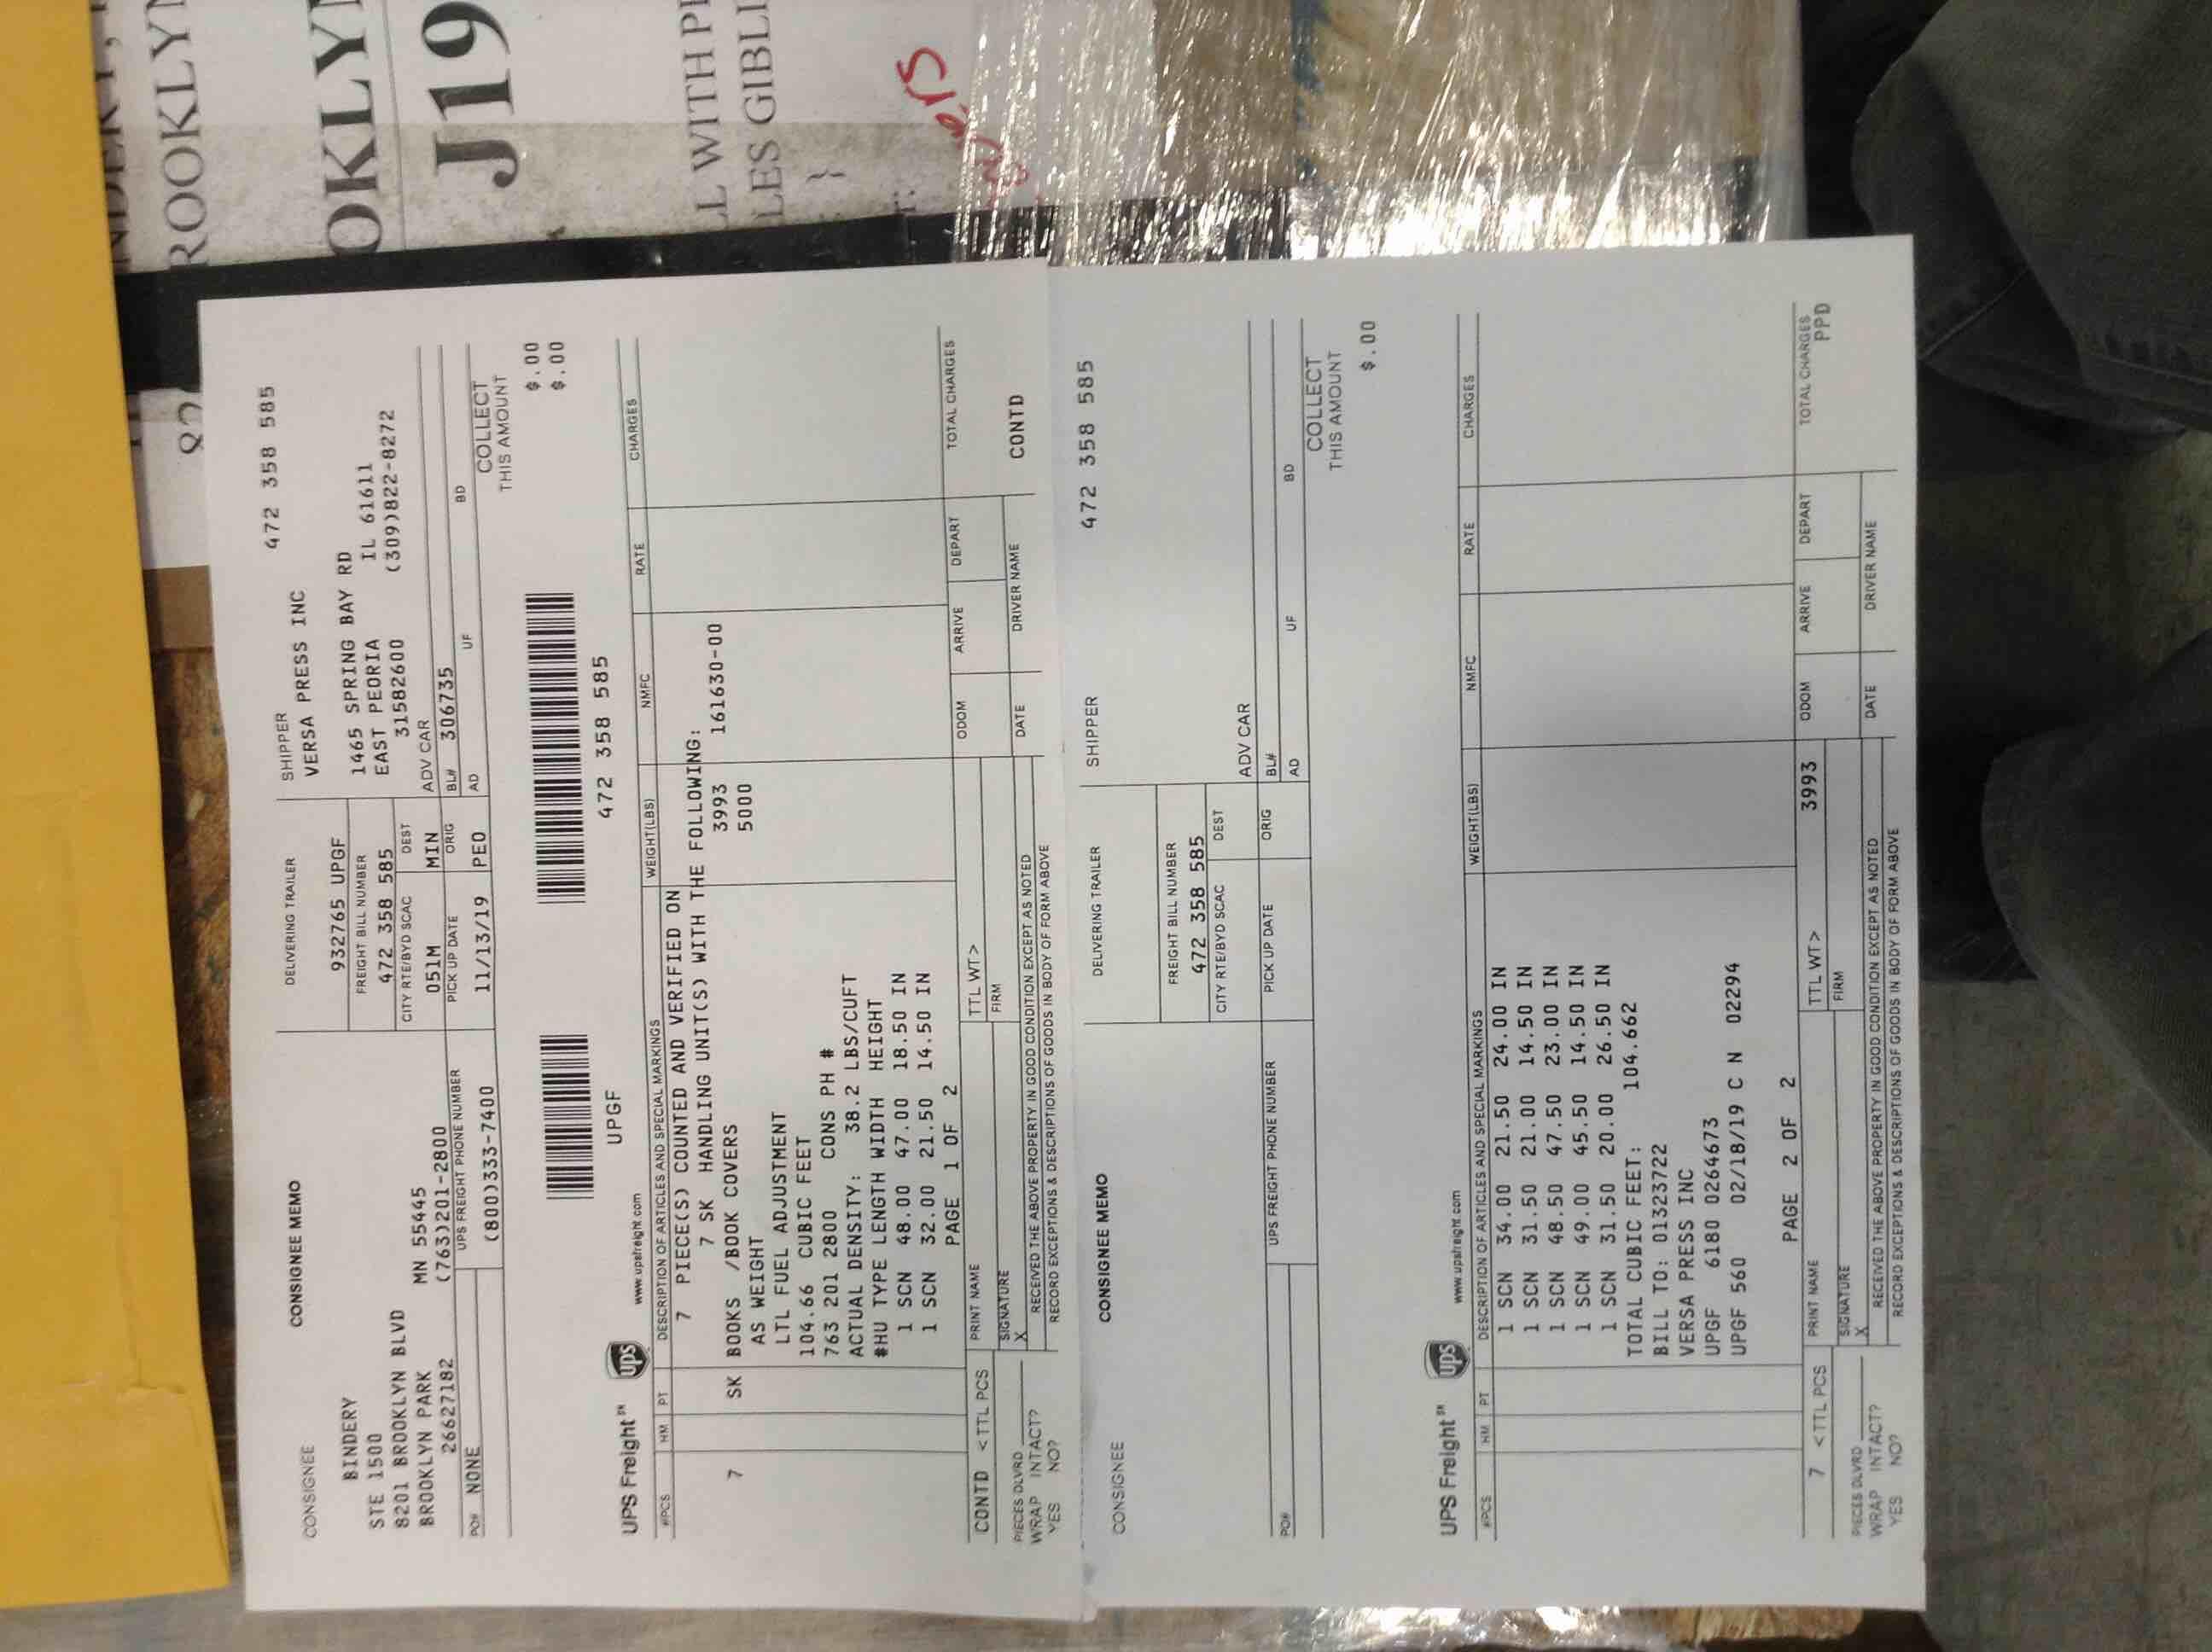 CONSIGNEE
CONSIGNEE MEMO
DELIVERING TRAILER
SHIPPER
472 358 585
BINDERY
STE 1500
8201 BROOKLYN BLVD
BROOKLYN PARK MN 55445
26627182 (763)201-2800
932765 UPGF
VERSA PRESS INC
1465 SPRING BAY RD
EAST PEORIA IL 61611
31582600 (309)822-8272
FREIGHT BILL NUMBER
472 358 585
CITY RTE/BYD SCAC DEST
051M MIN
ADV CAR
PO# NONE
UPS FREIGHT PHONE NUMBER
(800)333-7400
PICK UP DATE ORIG
11/13/19 PEO
BL# 306735
AD UF BD
COLLECT
THIS AMOUNT
$.00
$.00
UPGF
472 358 585
UPS Freight SM
ups
www.upsfreight.com
#PCS HM PT DESCRIPTION OF ARTICLES AND SPECIAL MARKINGS WEIGHT(LBS) NMFC RATE CHARGES
7 PIECE(S) COUNTED AND VERIFIED ON
7 SK HANDLING UNIT(S) WITH THE FOLLOWING:
7 SK BOOKS /BOOK COVERS 3993 161630-00
AS WEIGHT 5000
LTL FUEL ADJUSTMENT
104.66 CUBIC FEET
763 201 2800 CONS PH #
ACTUAL DENSITY: 38.2 LBS/CUFT
#HU TYPE LENGTH WIDTH HEIGHT
1 SCN 48.00 47.00 18.50 IN
1 SCN 32.00 21.50 14.50 IN
PAGE 1 OF 2
CONTD <TTL PCS
PRINT NAME
TTL WT>
ODOM ARRIVE DEPART
TOTAL CHARGES
CONTD
PIECES DLVRD
WRAP INTACT?
YES NO?
SIGNATURE
X
FIRM
DATE DRIVER NAME
RECEIVED THE ABOVE PROPERTY IN GOOD CONDITION EXCEPT AS NOTED
RECORD EXCEPTIONS & DESCRIPTIONS OF GOODS IN BODY OF FORM ABOVE
CONSIGNEE
CONSIGNEE MEMO
DELIVERING TRAILER
SHIPPER
472 358 585
FREIGHT BILL NUMBER
472 358 585
CITY RTE/BYD SCAC DEST
ADV CAR
PO#
UPS FREIGHT PHONE NUMBER
PICK UP DATE ORIG
BL#
AD UF BD
COLLECT
THIS AMOUNT
$.00
UPS Freight SM
ups
www.upsfreight.com
#PCS HM PT DESCRIPTION OF ARTICLES AND SPECIAL MARKINGS WEIGHT(LBS) NMFC RATE CHARGES
1 SCN 34.00 21.50 24.00 IN
1 SCN 31.50 21.00 14.50 IN
1 SCN 48.50 47.50 23.00 IN
1 SCN 49.00 45.50 14.50 IN
1 SCN 31.50 20.00 26.50 IN
TOTAL CUBIC FEET: 104.662
BILL TO: 01323722
VERSA PRESS INC
UPGF 6180 0264673
UPGF 560 02/18/19 C N 02294
PAGE 2 OF 2
7 <TTL PCS
PRINT NAME
TTL WT> 3993
ODOM ARRIVE DEPART
TOTAL CHARGES
PPD
PIECES DLVRD
WRAP INTACT?
YES NO?
SIGNATURE
X
FIRM
DATE DRIVER NAME
RECEIVED THE ABOVE PROPERTY IN GOOD CONDITION EXCEPT AS NOTED
RECORD EXCEPTIONS & DESCRIPTIONS OF GOODS IN BODY OF FORM ABOVE
ROOKLYN
OKLYN
J19
LL WITH PI
LES GIBLI